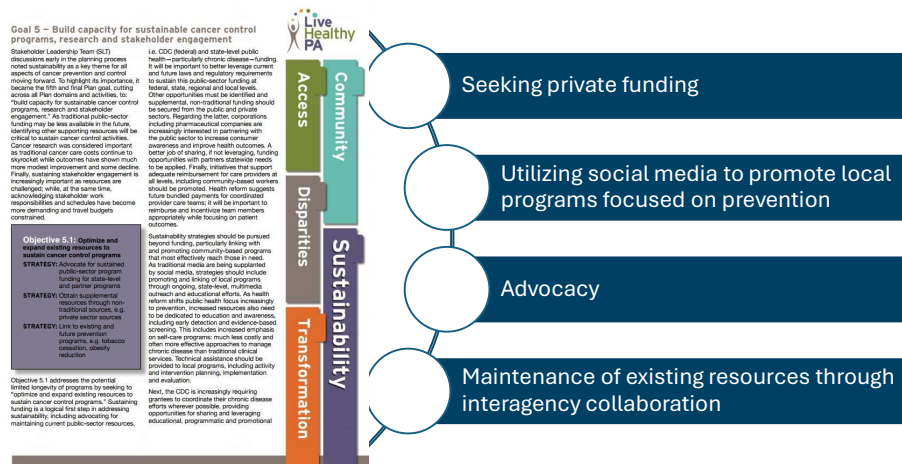 Goal 5 – Build capacity for sustainable cancer control
programs, research and stakeholder engagement
Stakeholder Leadership Team (SLT)
discussions early in the planning process
noted sustainability as a key theme for all
aspects of cancer prevention and control
moving forward. To highlight its importance, it
became the fifth and final Plan goal, cutting
across all Plan domains and activities, to:
"build capacity for sustainable cancer control
programs, research and stakeholder
engagement." As traditional public-sector
funding may be less available in the future,
identifying other supporting resources will be
critical to sustain cancer control activities.
Cancer research was considered important
as traditional cancer care costs continue to
skyrocket while outcomes have shown much
more modest improvement and some decline.
Finally, sustaining stakeholder engagement is
increasingly important as resources are
challenged; while, at the same time,
acknowledging stakeholder work
responsibilities and schedules have become
more demanding and travel budgets
constrained.
Objective 5.1: Optimize and
expand existing resources to
sustain cancer control programs
STRATEGY: Advocate for sustained
public-sector program
funding for state-level
and partner programs
STRATEGY: Obtain supplemental
resources through non-
traditional sources, e.g.
private sector sources
STRATEGY: Link to existing and
future prevention
programs, e.g. tobacco
cessation, obesity
reduction
Objective 5.1 addresses the potential
limited longevity of programs by seeking to
"optimize and expand existing resources to
sustain cancer control programs." Sustaining
funding is a logical first step in addressing
sustainability, including advocating for
maintaining current public-sector resources,
i.e. CDC (federal) and state-level public
health—particularly chronic disease—funding.
It will be important to better leverage current
and future laws and regulatory requirements
to sustain this public-sector funding at
federal, state, regional and local levels.
Other opportunities must be identified and
supplemental, non-traditional funding should
be secured from the public and private
sectors. Regarding the latter, corporations
including pharmaceutical companies are
increasingly interested in partnering with
the public sector to increase consumer
awareness and improve health outcomes. A
better job of sharing, if not leveraging, funding
opportunities with partners statewide needs
to be applied. Finally, initiatives that support
adequate reimbursement for care providers at
all levels, including community-based workers
should be promoted. Health reform suggests
future bundled payments for coordinated
provider care teams; it will be important to
reimburse and incentivize team members
appropriately while focusing on patient
outcomes.
Sustainability strategies should be pursued
beyond funding, particularly linking with
and promoting community-based programs
that most effectively reach those in need.
As traditional media are being supplanted
by social media, strategies should include
promoting and linking of local programs
through ongoing, state-level, multimedia
outreach and educational efforts. As health
reform shifts public health focus increasingly
to prevention, increased resources also need
to be dedicated to education and awareness,
including early detection and evidence-based
screening. This includes increased emphasis
on self-care programs: much less costly and
often more effective approaches to manage
chronic disease than traditional clinical
services. Technical assistance should be
provided to local programs, including activity
and intervention planning, implementation
and evaluation.
Next, the CDC is increasingly requiring
grantees to coordinate their chronic disease
efforts wherever possible, providing
opportunities for sharing and leveraging
educational, programmatic and promotional
Live
Healthy
PA
Access
Community
Disparities
Sustainability
Transformation
Seeking private funding
Utilizing social media to promote local
programs focused on prevention
Advocacy
Maintenance of existing resources through
interagency collaboration